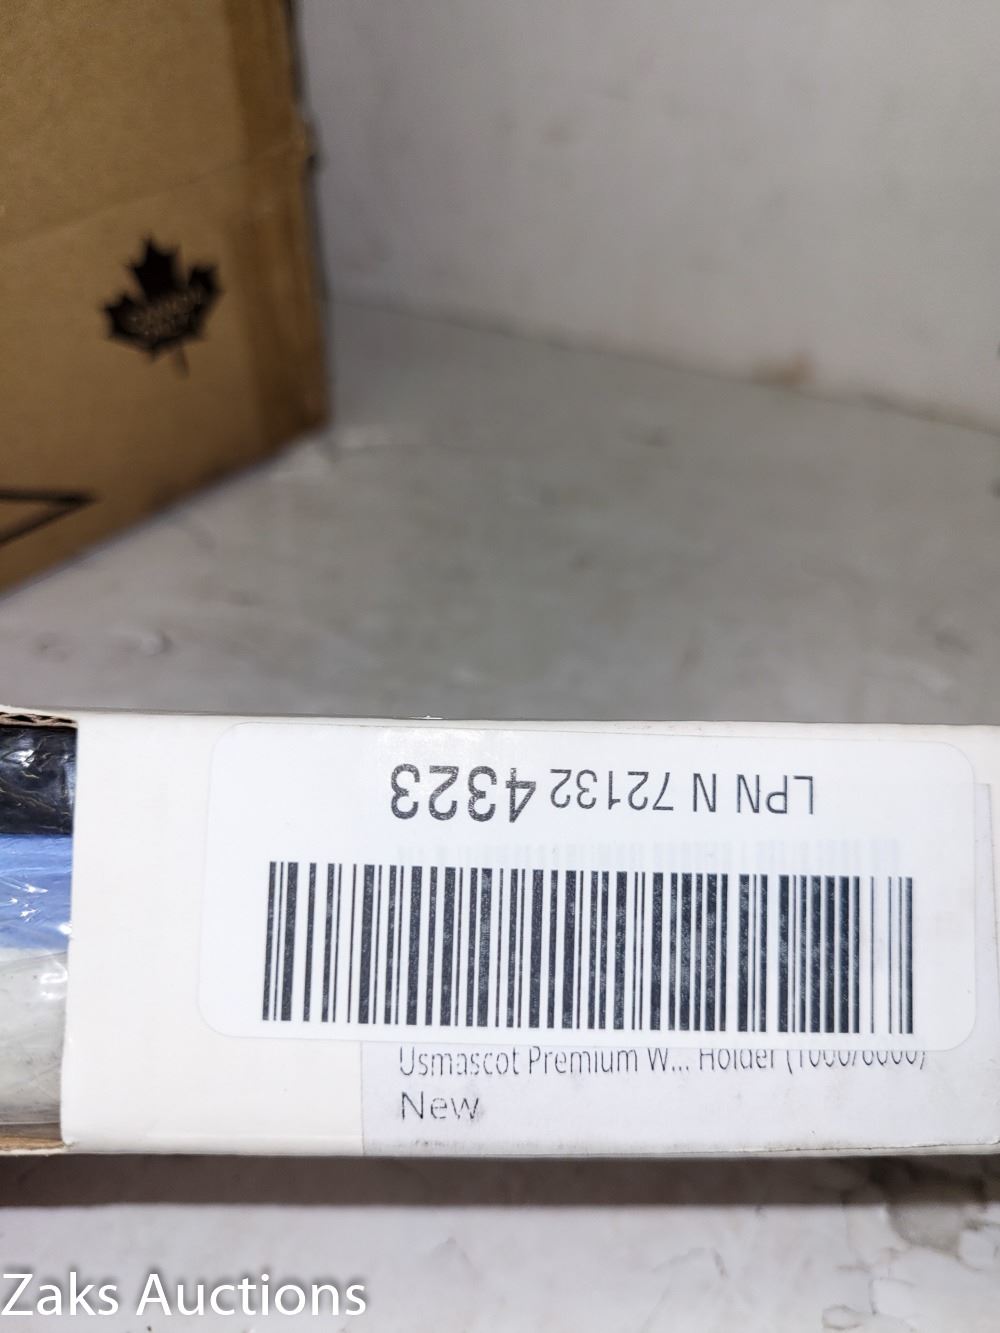 LPN N 72132 4323
Usmascot Premium W... Holder (1000/6000)
New
Zaks Auctions